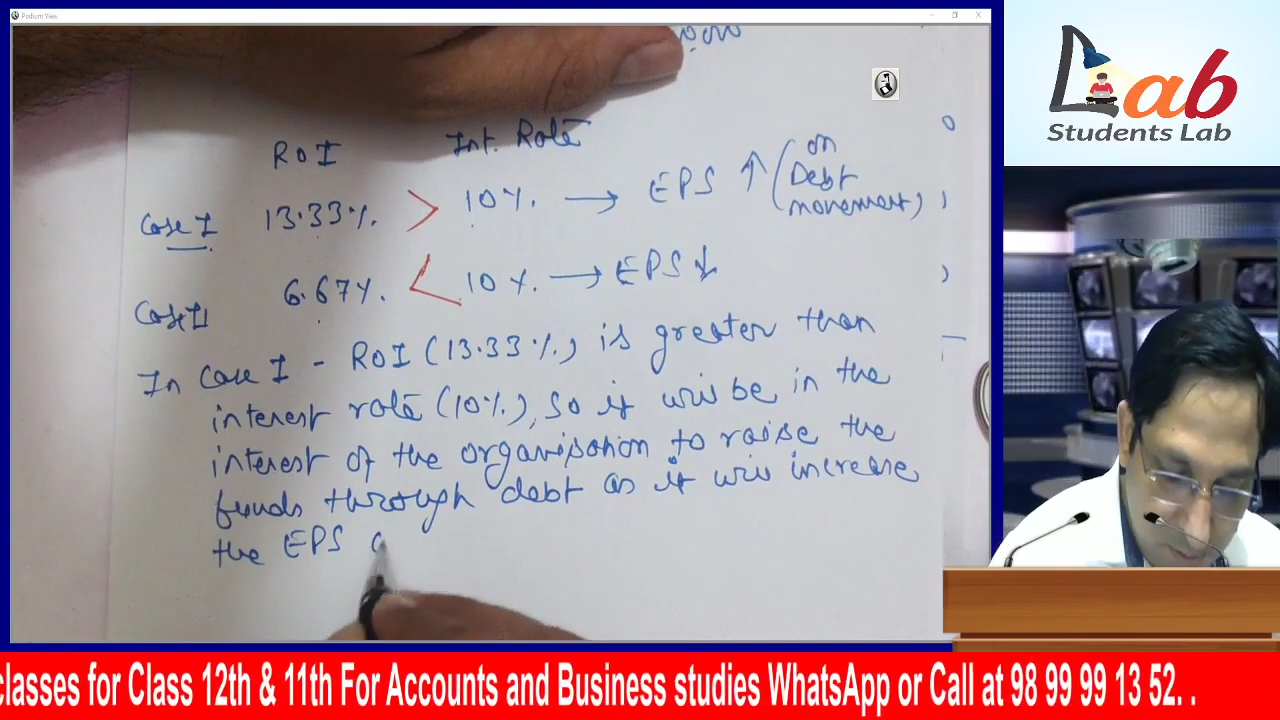 Podium View
RoI Int. Rate
Case I 13.33%. > 10%. → EPS ↑ (on Debt movement)
Case II 6.67%. < 10%. → EPS ↓
In Case I - RoI (13.33%.) is greater than
interest rate (10%.), so it will be in the
interest of the organisation to raise the
funds through debt as it will increase
the EPS
Lab
Students Lab
classes for Class 12th & 11th For Accounts and Business studies WhatsApp or Call at 98 99 99 13 52. .